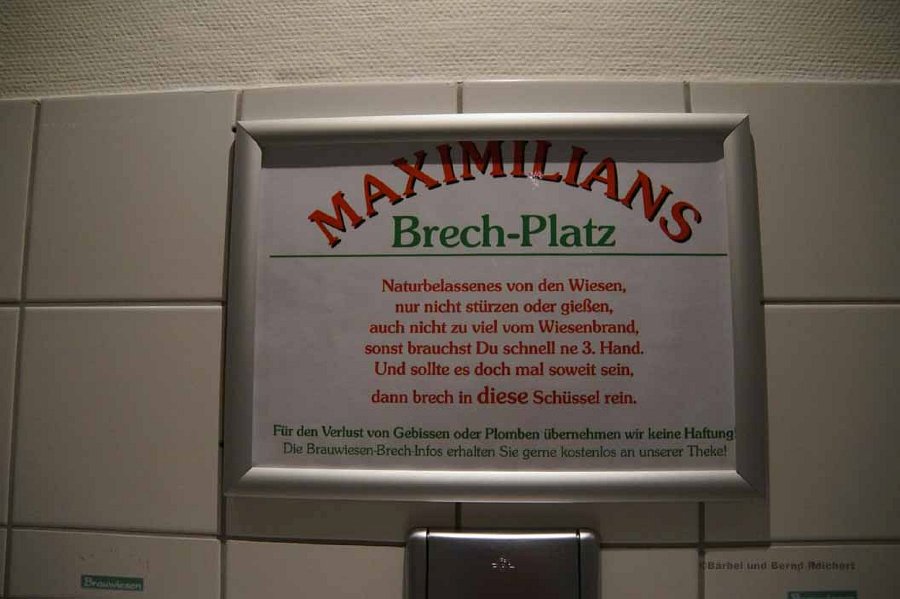 MAXIMILIANS
Brech-Platz
Naturbelassenes von den Wiesen,
nur nicht stürzen oder gießen,
auch nicht zu viel vom Wiesenbrand,
sonst brauchst Du schnell ne 3. Hand.
Und sollte es doch mal soweit sein,
dann brech in diese Schüssel rein.
Für den Verlust von Gebissen oder Plomben übernehmen wir keine Haftung!
Die Brauwiesen-Brech-Infos erhalten Sie gerne kostenlos an unserer Theke!
Brauwiesen
©Bärbel und Bernd Reichert
Brauwiesen